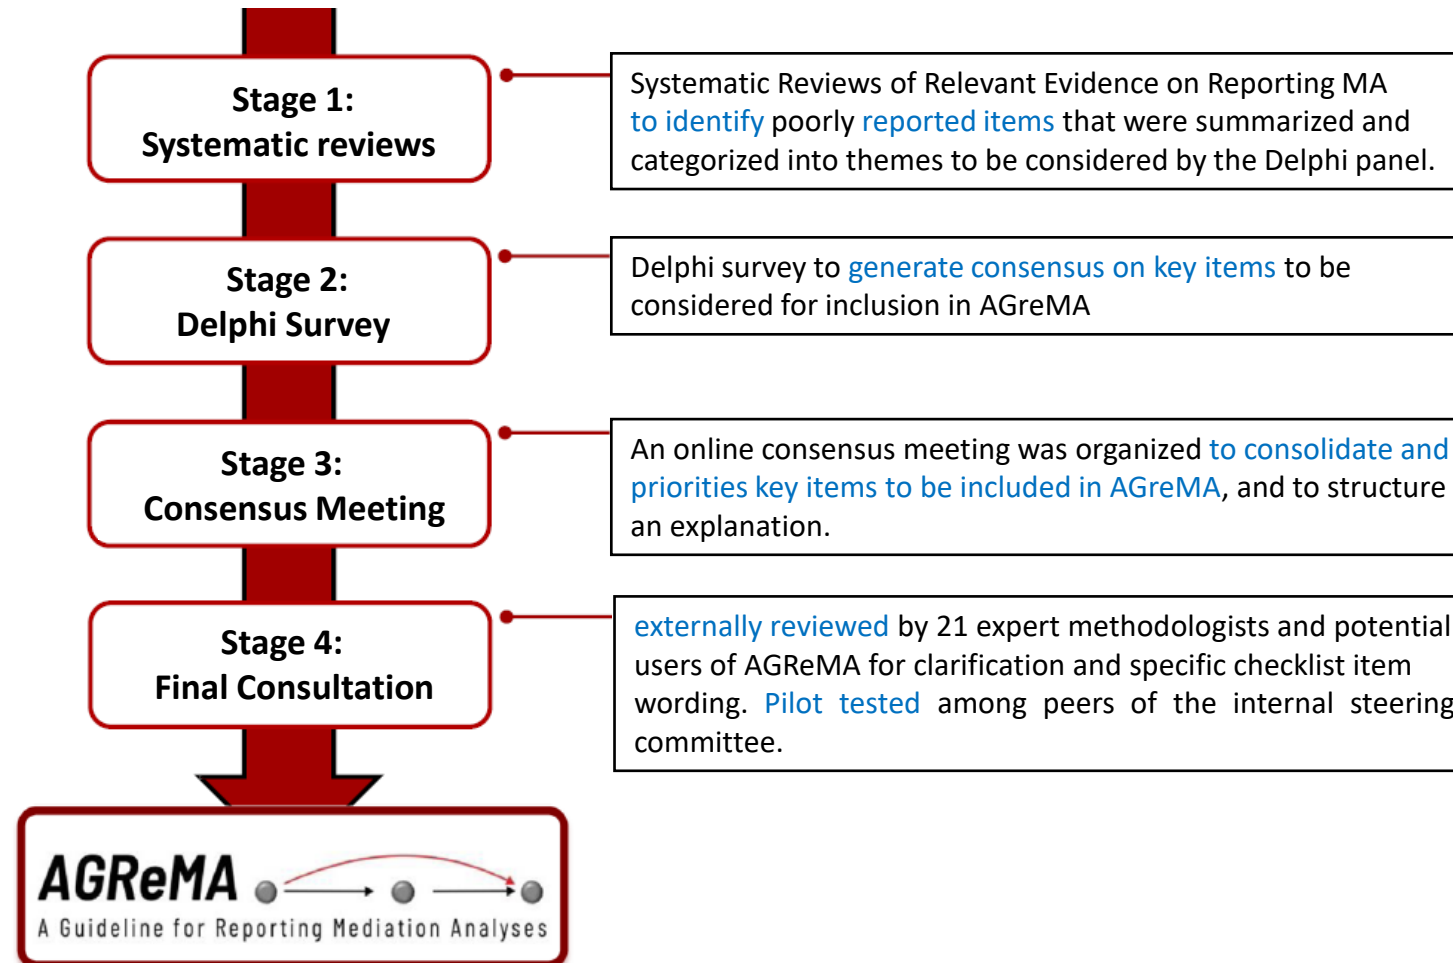 Stage 1:
Systematic reviews
Systematic Reviews of Relevant Evidence on Reporting MA
to identify poorly reported items that were summarized and
categorized into themes to be considered by the Delphi panel.
Stage 2:
Delphi Survey
Delphi survey to generate consensus on key items to be
considered for inclusion in AGreMA
Stage 3:
Consensus Meeting
An online consensus meeting was organized to consolidate and
priorities key items to be included in AGreMA, and to structure
an explanation.
Stage 4:
Final Consultation
externally reviewed by 21 expert methodologists and potential
users of AGReMA for clarification and specific checklist item
wording. Pilot tested among peers of the internal steering
committee.
AGReMA
A Guideline for Reporting Mediation Analyses